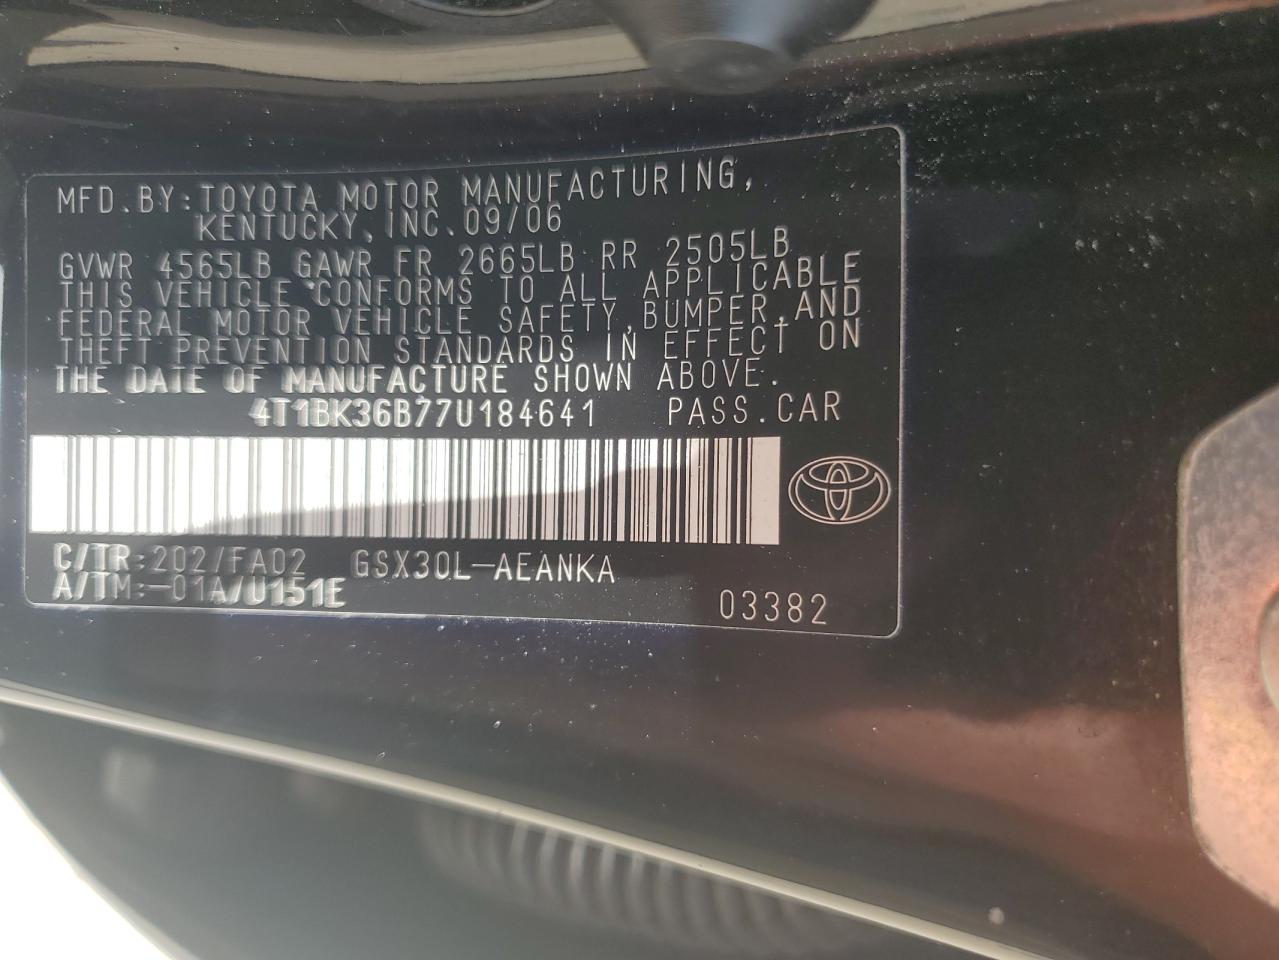 MFD. BY: TOYOTA MOTOR MANUFACTURING,
KENTUCKY, INC. 09/06
GVWR 4565LB GAWR FR 2665LB RR 2505LB
THIS VEHICLE CONFORMS TO ALL APPLICABLE
FEDERAL MOTOR VEHICLE SAFETY, BUMPER, AND
THEFT PREVENTION STANDARDS IN EFFECT ON
THE DATE OF MANUFACTURE SHOWN ABOVE.
4T1BK36B77U184641 PASS. CAR
C/TR: 202/FA02 GSX30L-AEANKA
A/TM: -01A/U151E
03382